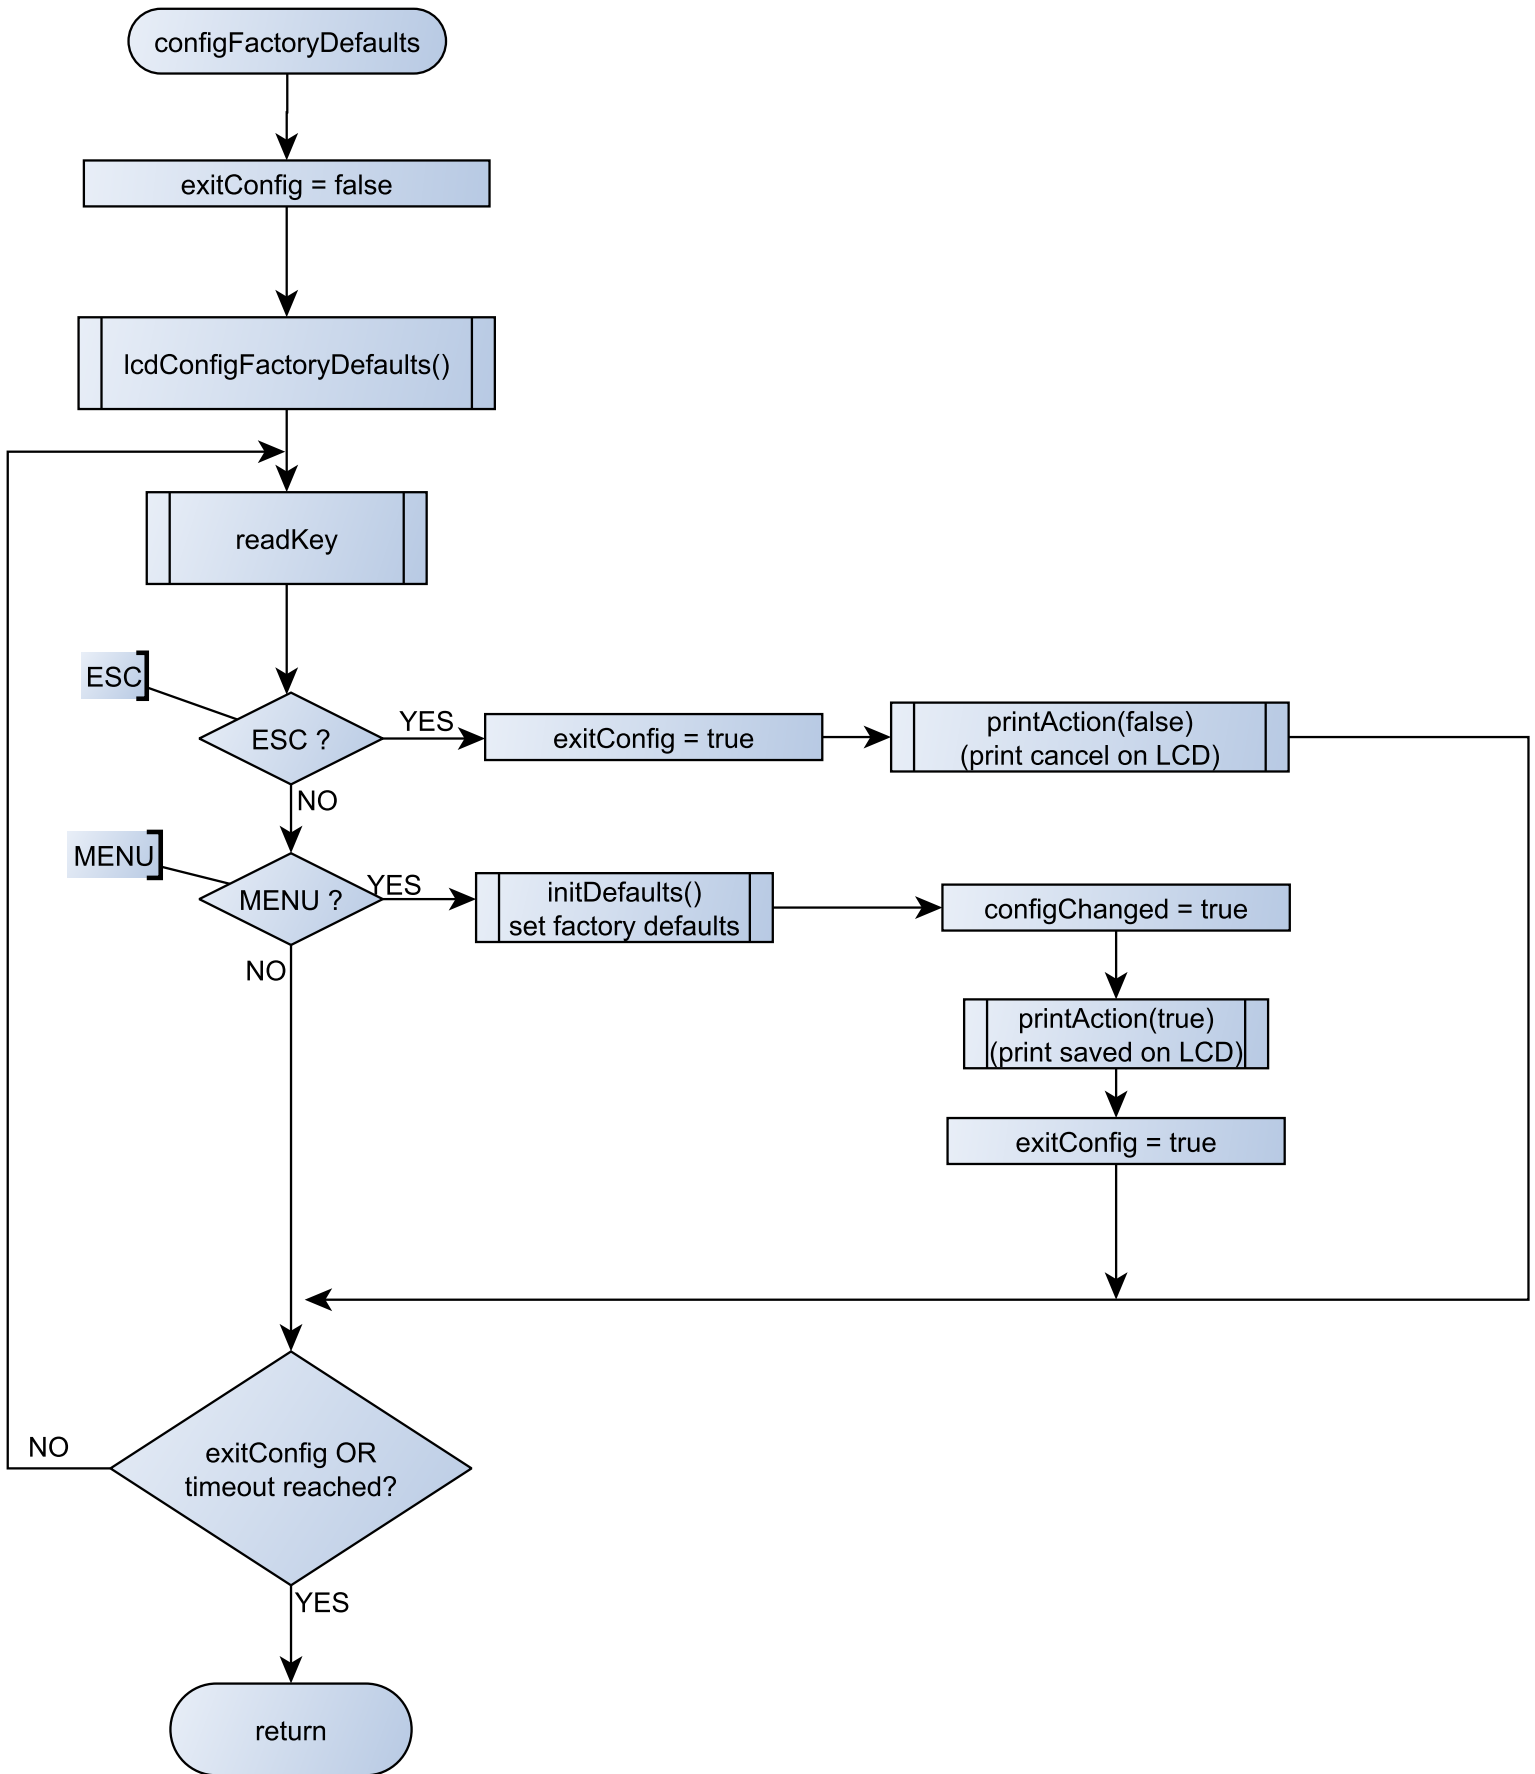 configFactoryDefaults
exitConfig = false
lcdConfigFactoryDefaults()
readKey
ESC
ESC ?
YES
exitConfig = true
printAction(false)
(print cancel on LCD)
NO
MENU
MENU ?
YES
initDefaults()
set factory defaults
configChanged = true
NO
printAction(true)
(print saved on LCD)
exitConfig = true
exitConfig OR
timeout reached?
NO
YES
return